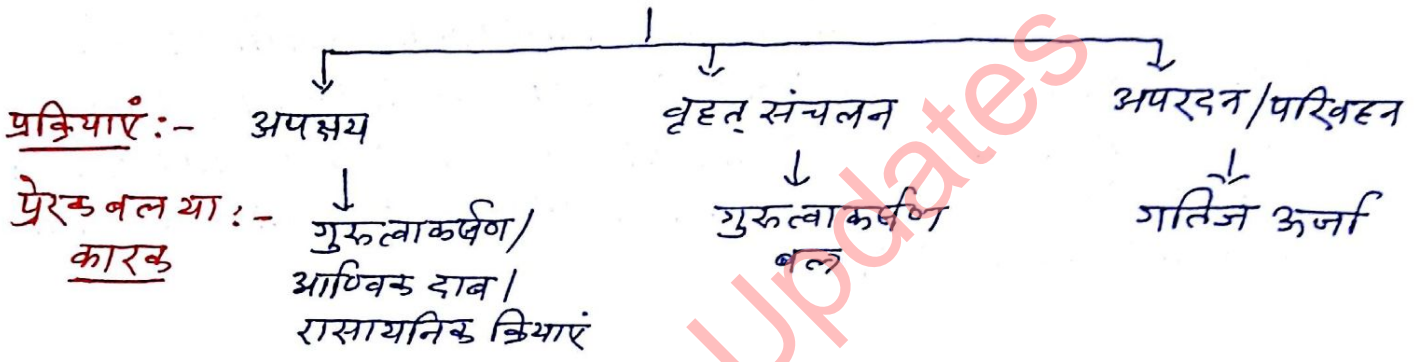 प्रक्रियाएं :- अपक्षय वृहत् संचलन अपरदन/परिवहन
प्रेरक बल या :- गुरुत्वाकर्षण/ गुरुत्वाकर्षण गतिज ऊर्जा
कारक आण्विक दाब/ बल
रासायनिक क्रियाएं
Updates